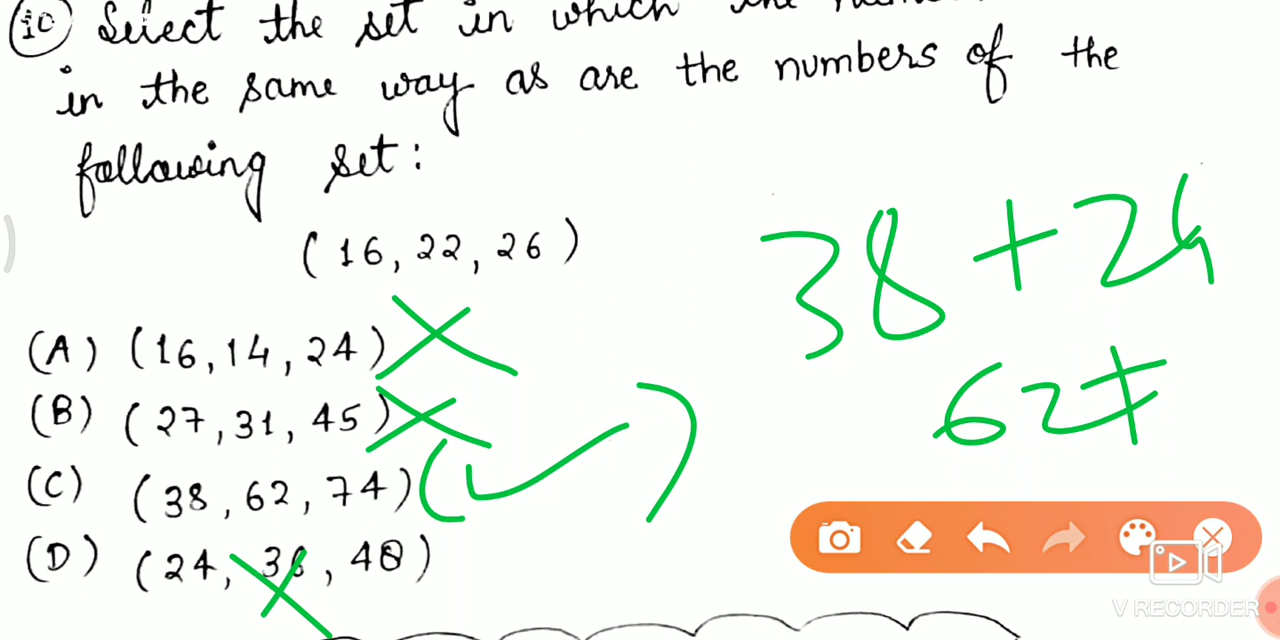 10 Select the set in which the
in the same way as are the numbers of the
following set:
(16, 22, 26)
(A) (16, 14, 24)
(B) (27, 31, 45)
(C) (38, 62, 74)
(D) (24, 36, 48)
38 + 24
62
V RECORDER